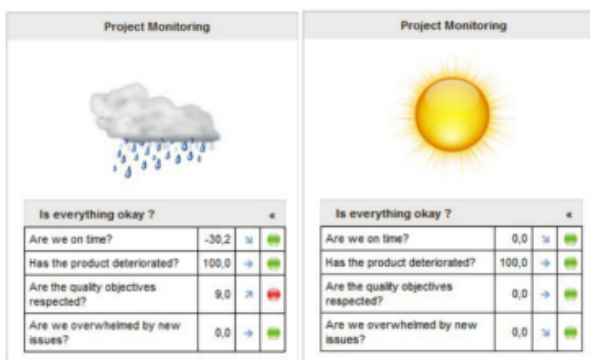 Project Monitoring
Is everything okay ? «
Are we on time? -30,2
Has the product deteriorated? 100,0
Are the quality objectives
respected? 9,0
Are we overwhelmed by new
issues? 0,0
Project Monitoring
Is everything okay ? «
Are we on time? 0,0
Has the product deteriorated? 100,0
Are the quality objectives
respected? 0,0
Are we overwhelmed by new
issues? 0,0